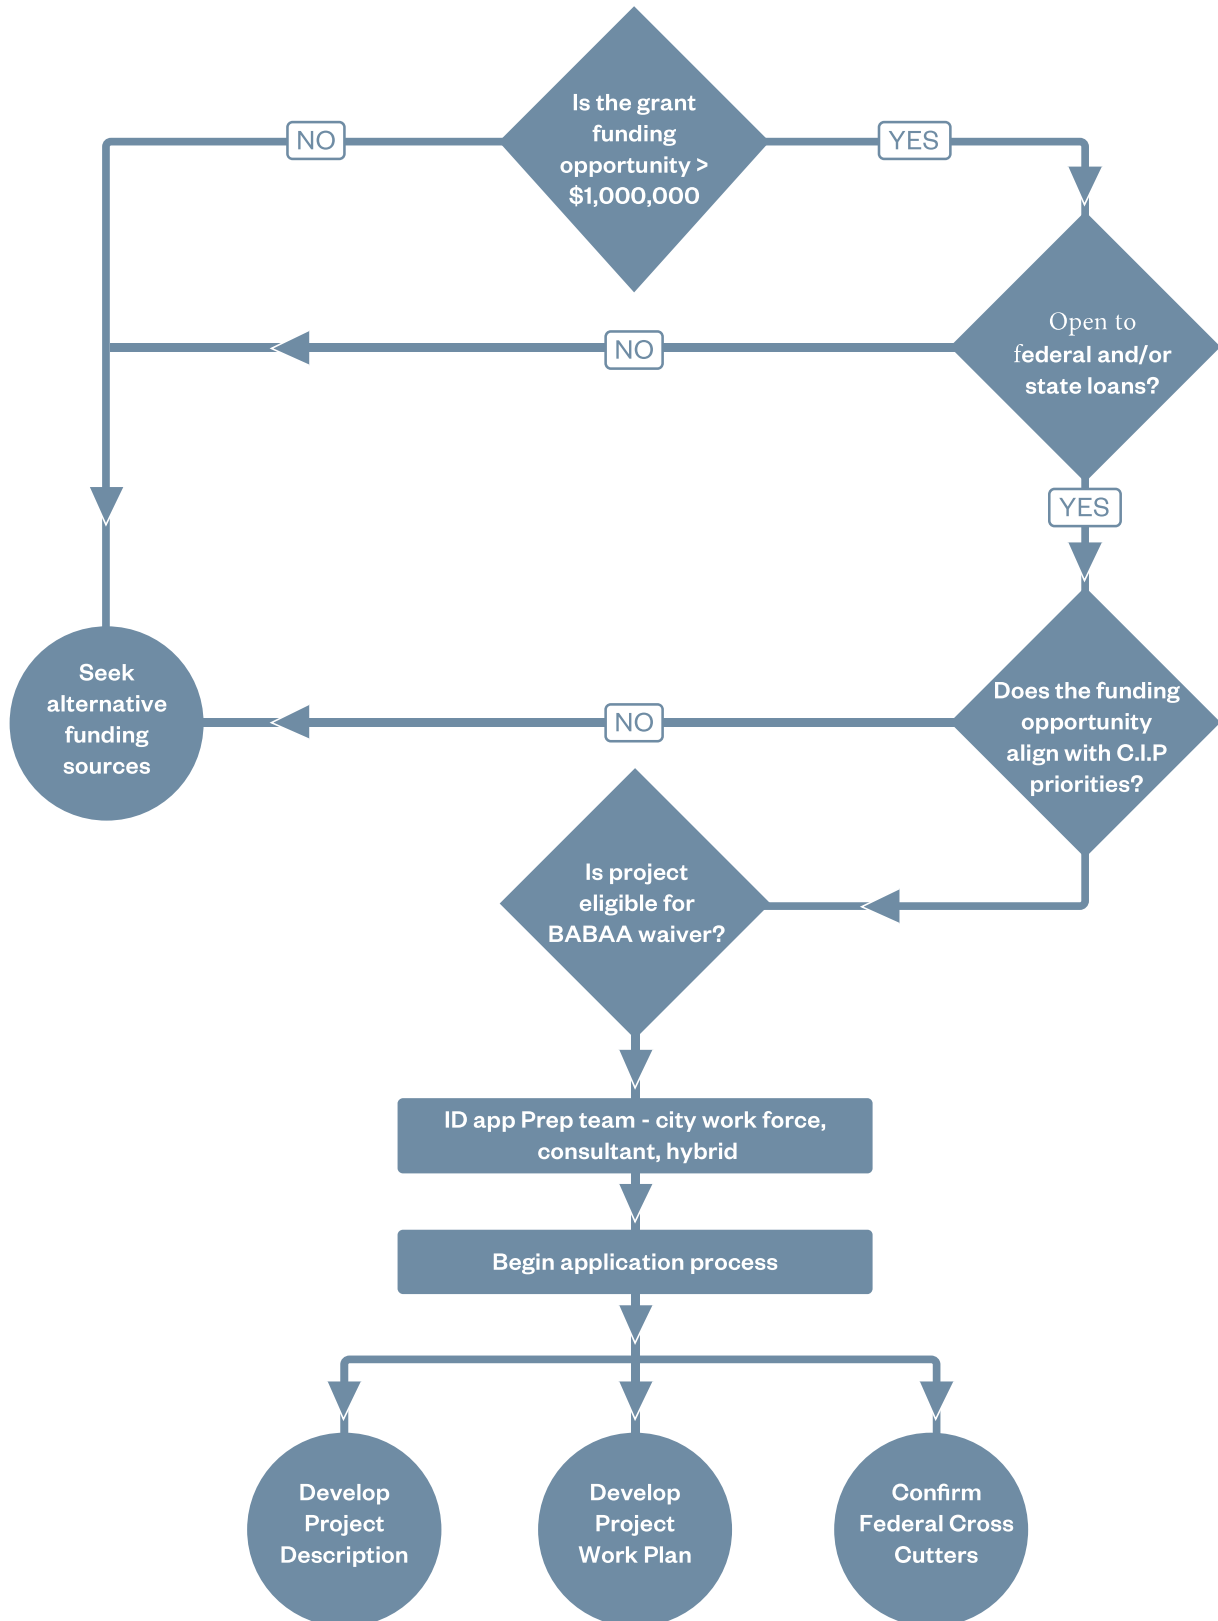 Is the grant
funding
opportunity >
$1,000,000
NO
YES
Open to
federal and/or
state loans?
NO
YES
Does the funding
opportunity
align with C.I.P
priorities?
NO
Seek
alternative
funding
sources
Is project
eligible for
BABAA waiver?
ID app Prep team - city work force,
consultant, hybrid
Begin application process
Develop
Project
Description
Develop
Project
Work Plan
Confirm
Federal Cross
Cutters